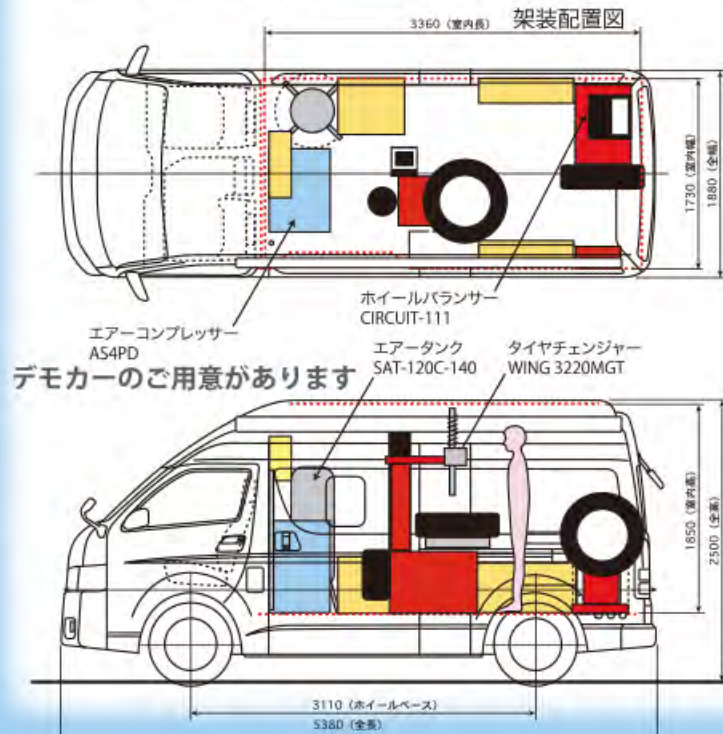 架装配置図
3360（室内長）
1730（室内幅）
1880（全幅）
ホイールバランサー
CIRCUIT-111
エアーコンプレッサー
AS4PD
エアータンク
SAT-120C-140
タイヤチェンジャー
WING 3220MGT
デモカーのご用意があります
1850（室内高）
2500（全高）
3110（ホイールベース）
5380（全長）